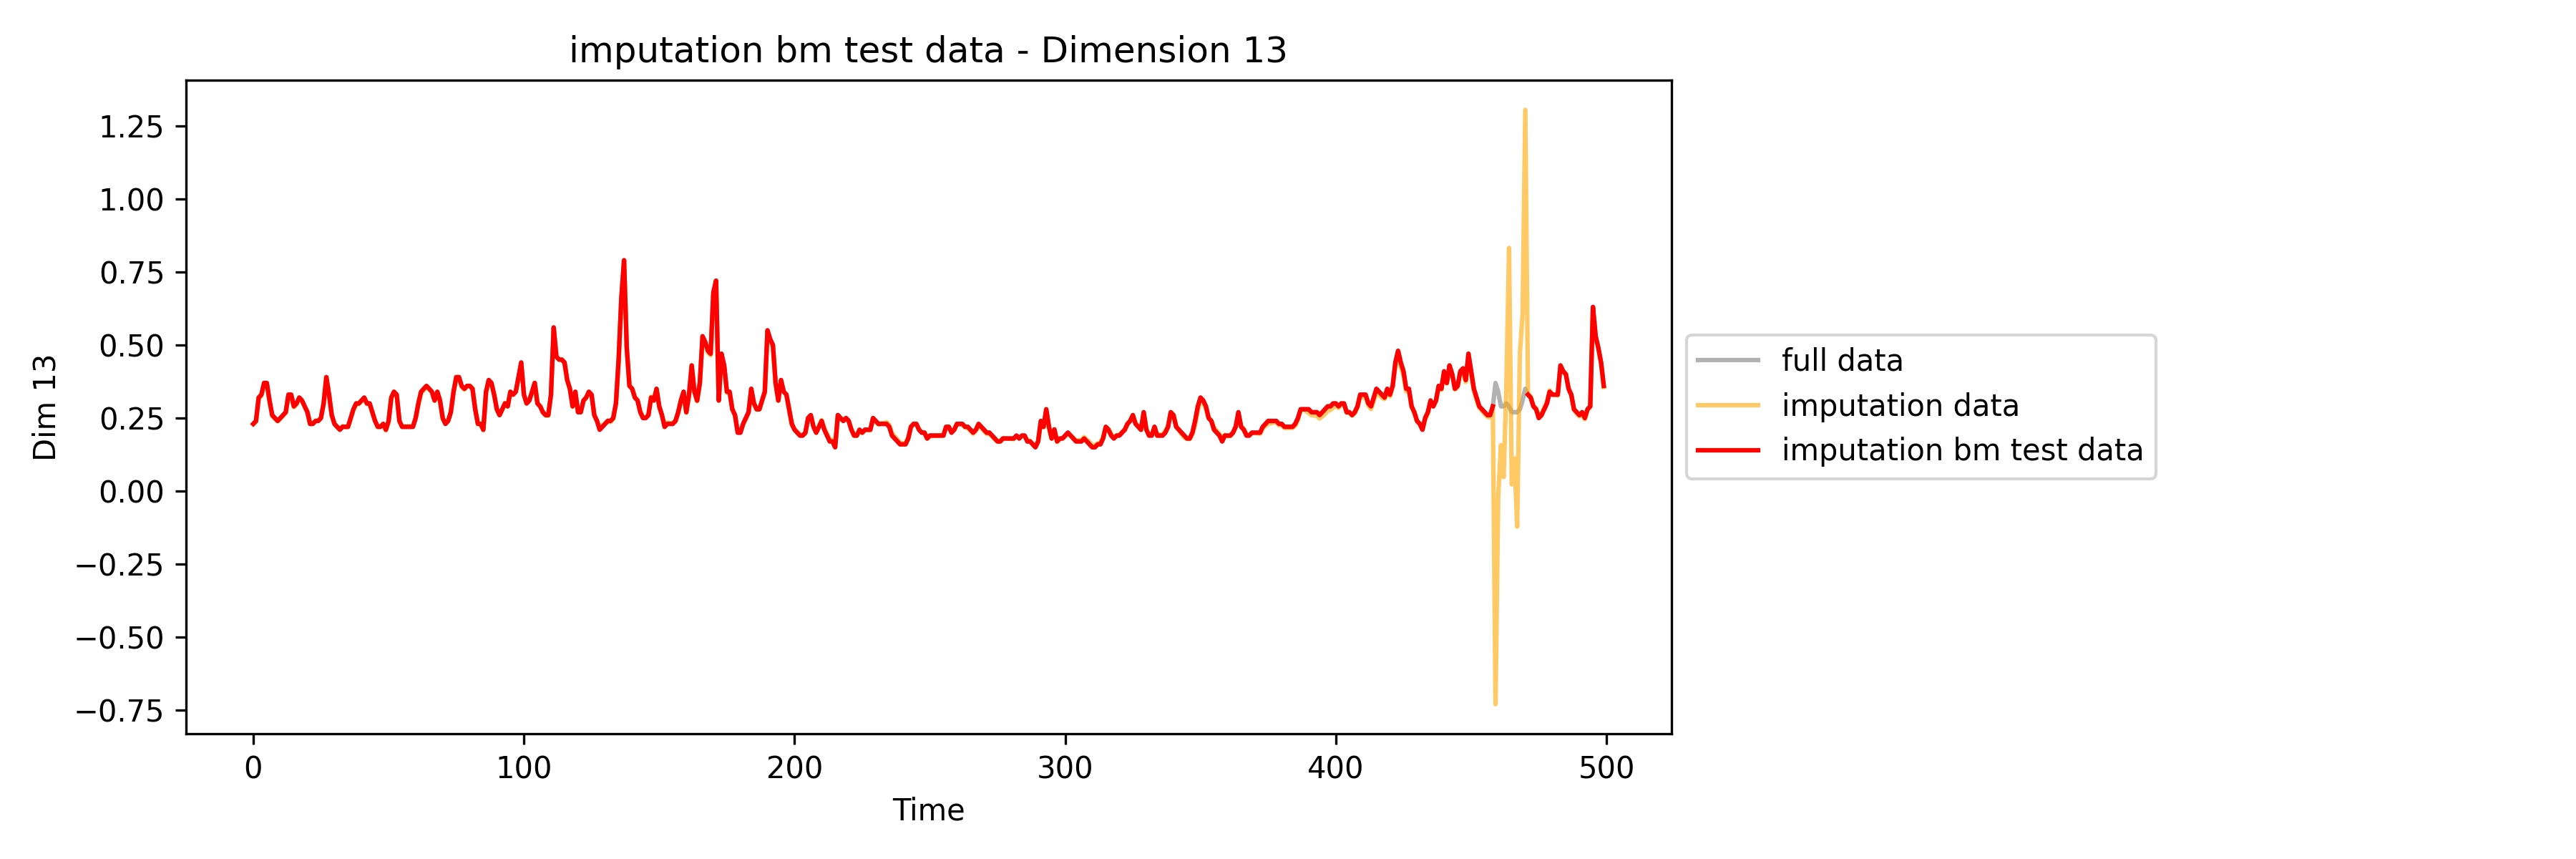 imputation bm test data - Dimension 13
1.25
1.00
0.75
0.50
0.25
0.00
−0.25
−0.50
−0.75
Dim 13
0 100 200 300 400 500
Time
full data
imputation data
imputation bm test data